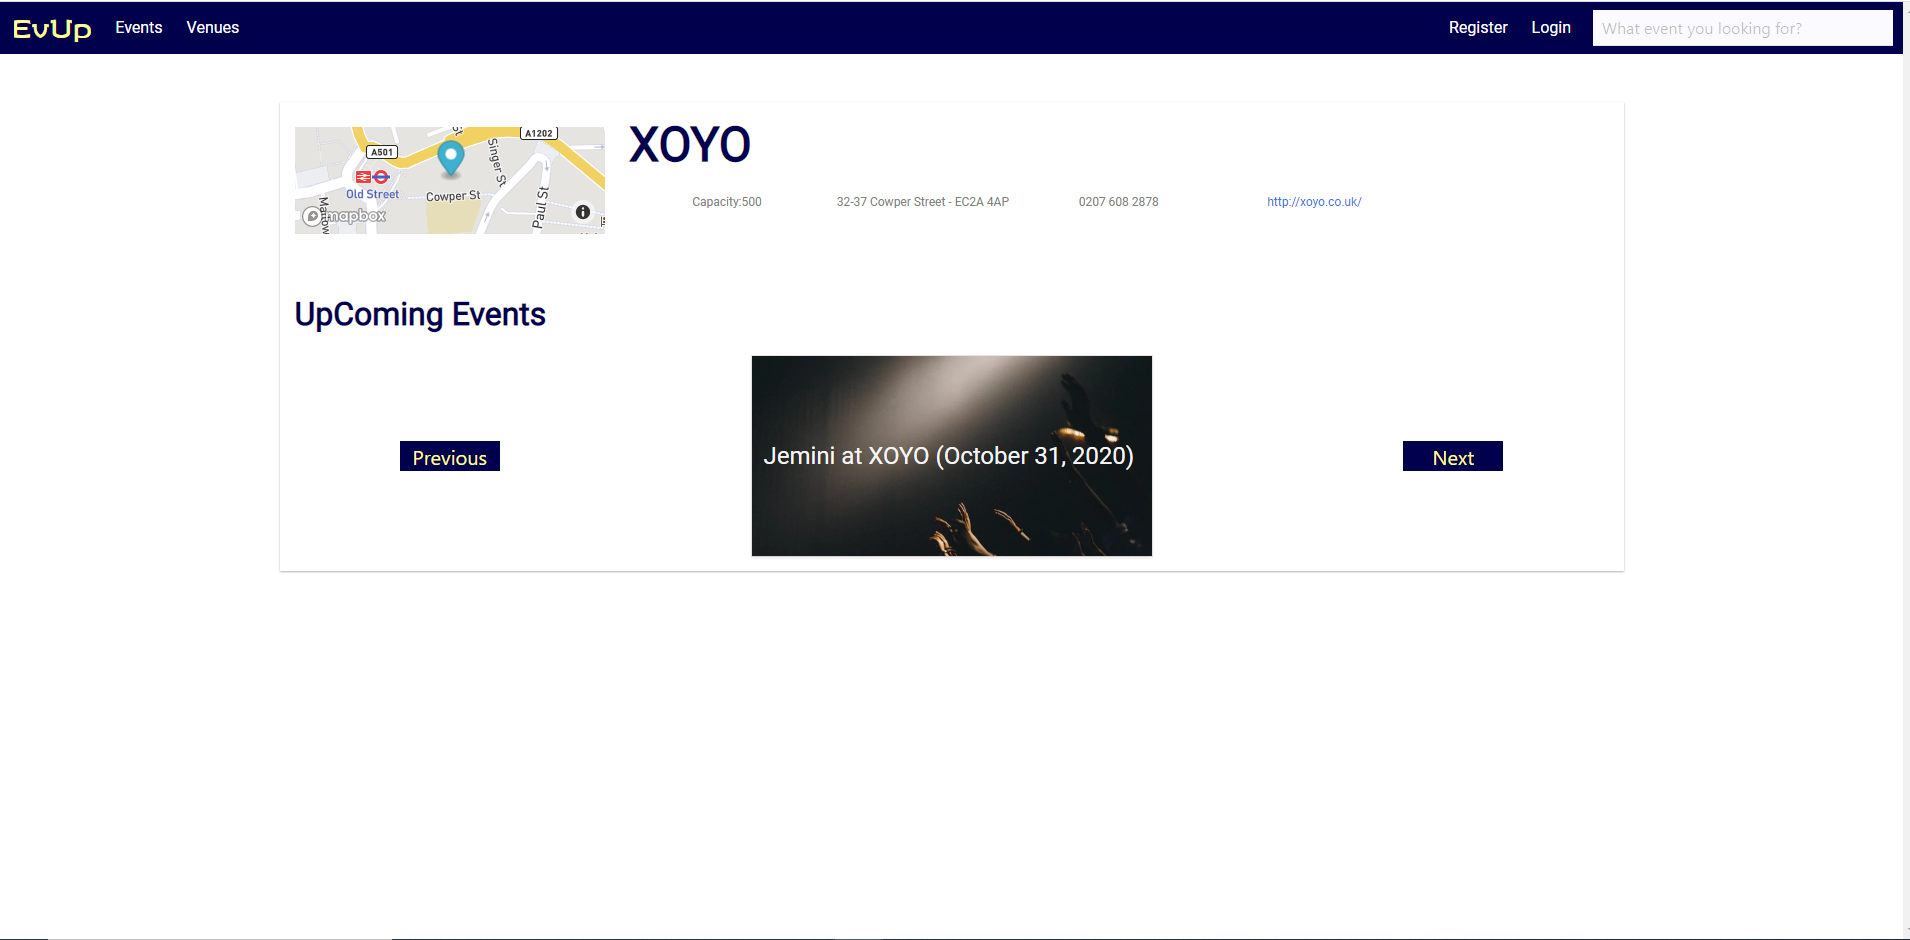 EvUp Events Venues Register Login What event you looking for?
XOYO
A1202
A501
Singer St
Old Street
Cowper St
Paul St
mapbox
Capacity:500 32-37 Cowper Street - EC2A 4AP 0207 608 2878 http://xoyo.co.uk/
UpComing Events
Previous
Jemini at XOYO (October 31, 2020)
Next